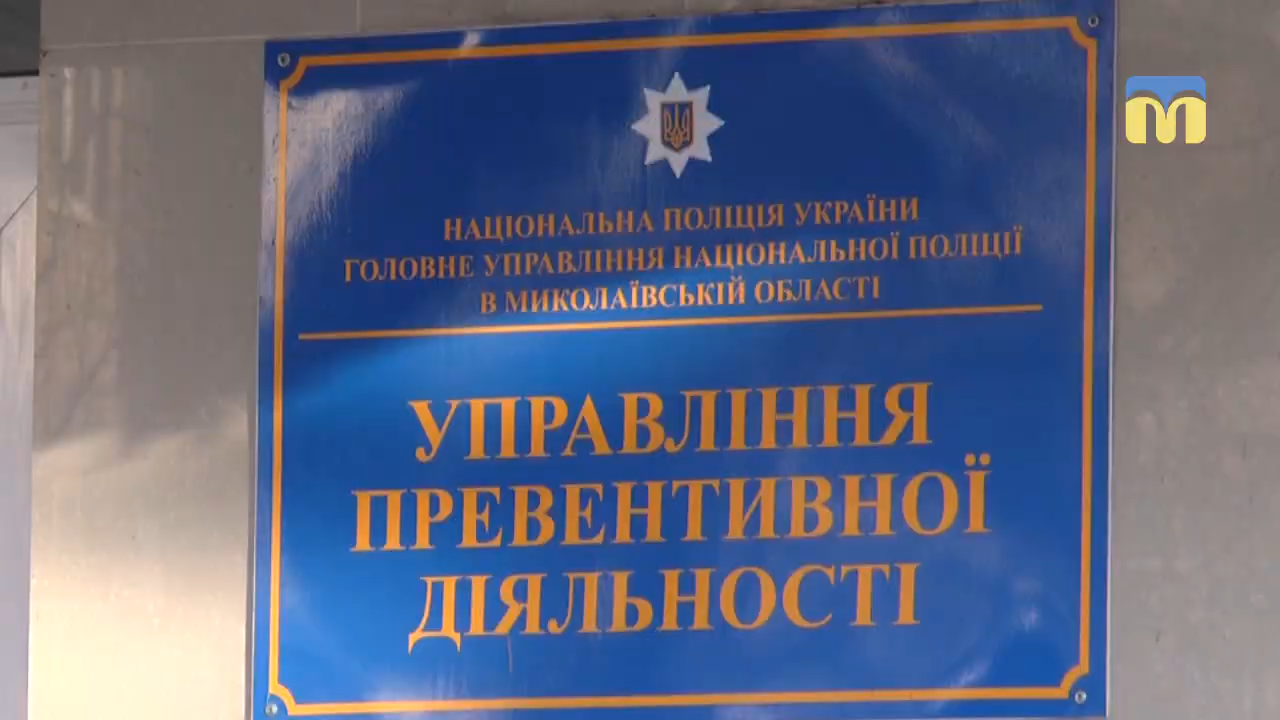 НАЦІОНАЛЬНА ПОЛІЦІЯ УКРАЇНИ
ГОЛОВНЕ УПРАВЛІННЯ НАЦІОНАЛЬНОЇ ПОЛІЦІЇ
В МИКОЛАЇВСЬКІЙ ОБЛАСТІ
УПРАВЛІННЯ
ПРЕВЕНТИВНОЇ
ДІЯЛЬНОСТІ